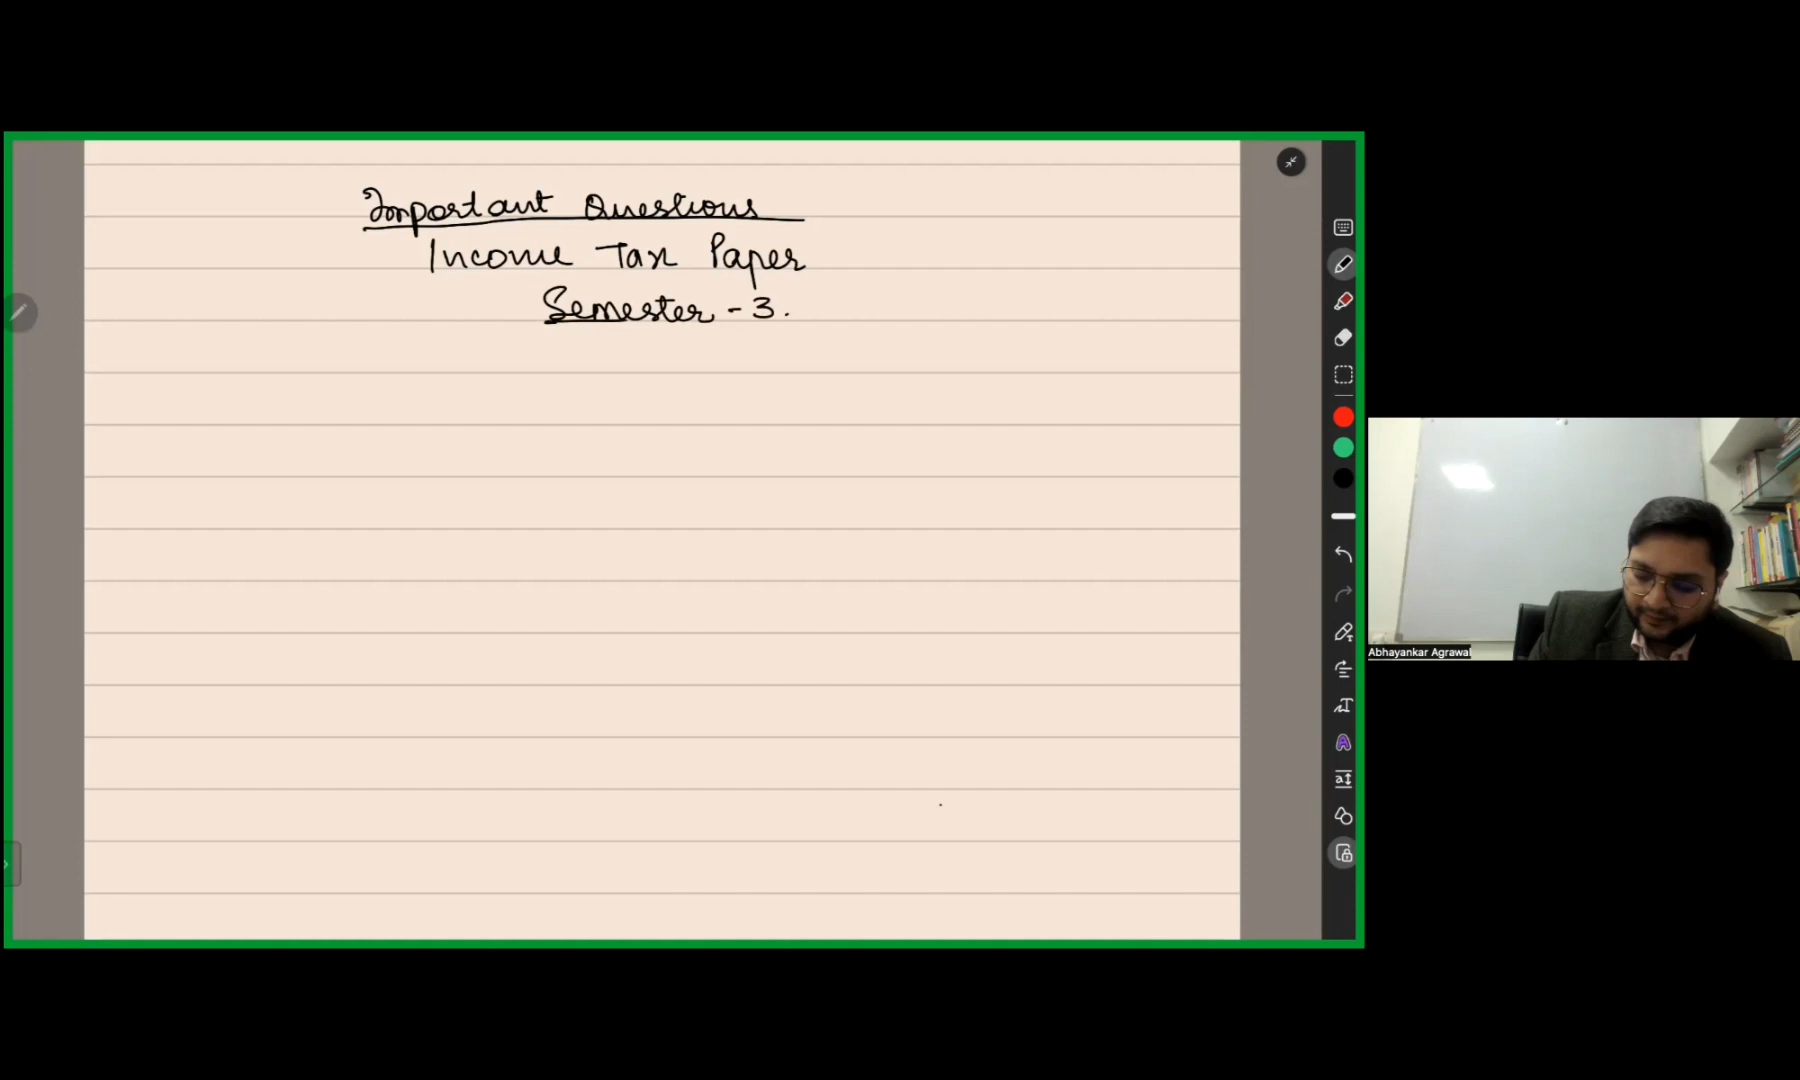 Important Questions
Income Tax Paper
Semester - 3.
Abhayankar Agrawal